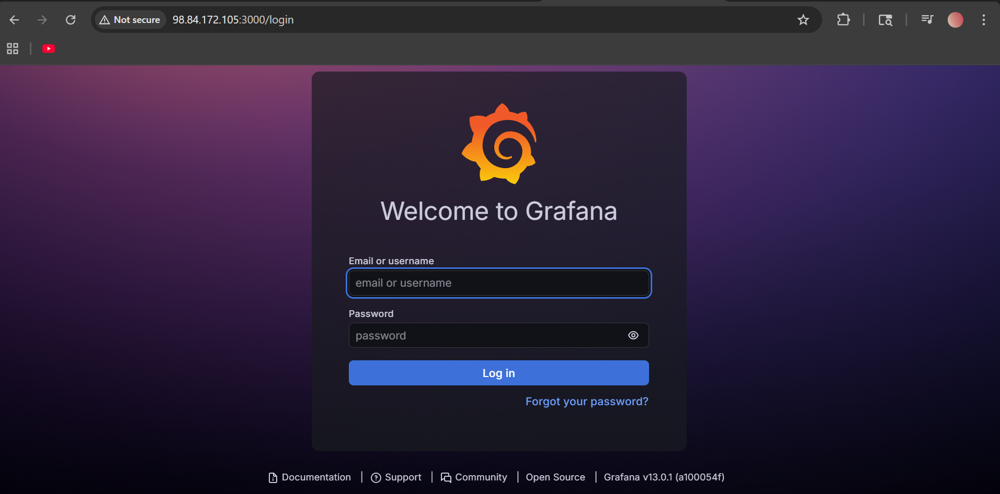 Not secure 98.84.172.105:3000/login
Welcome to Grafana
Email or username
email or username
Password
password
Log in
Forgot your password?
Documentation | Support | Community | Open Source | Grafana v13.0.1 (a100054f)